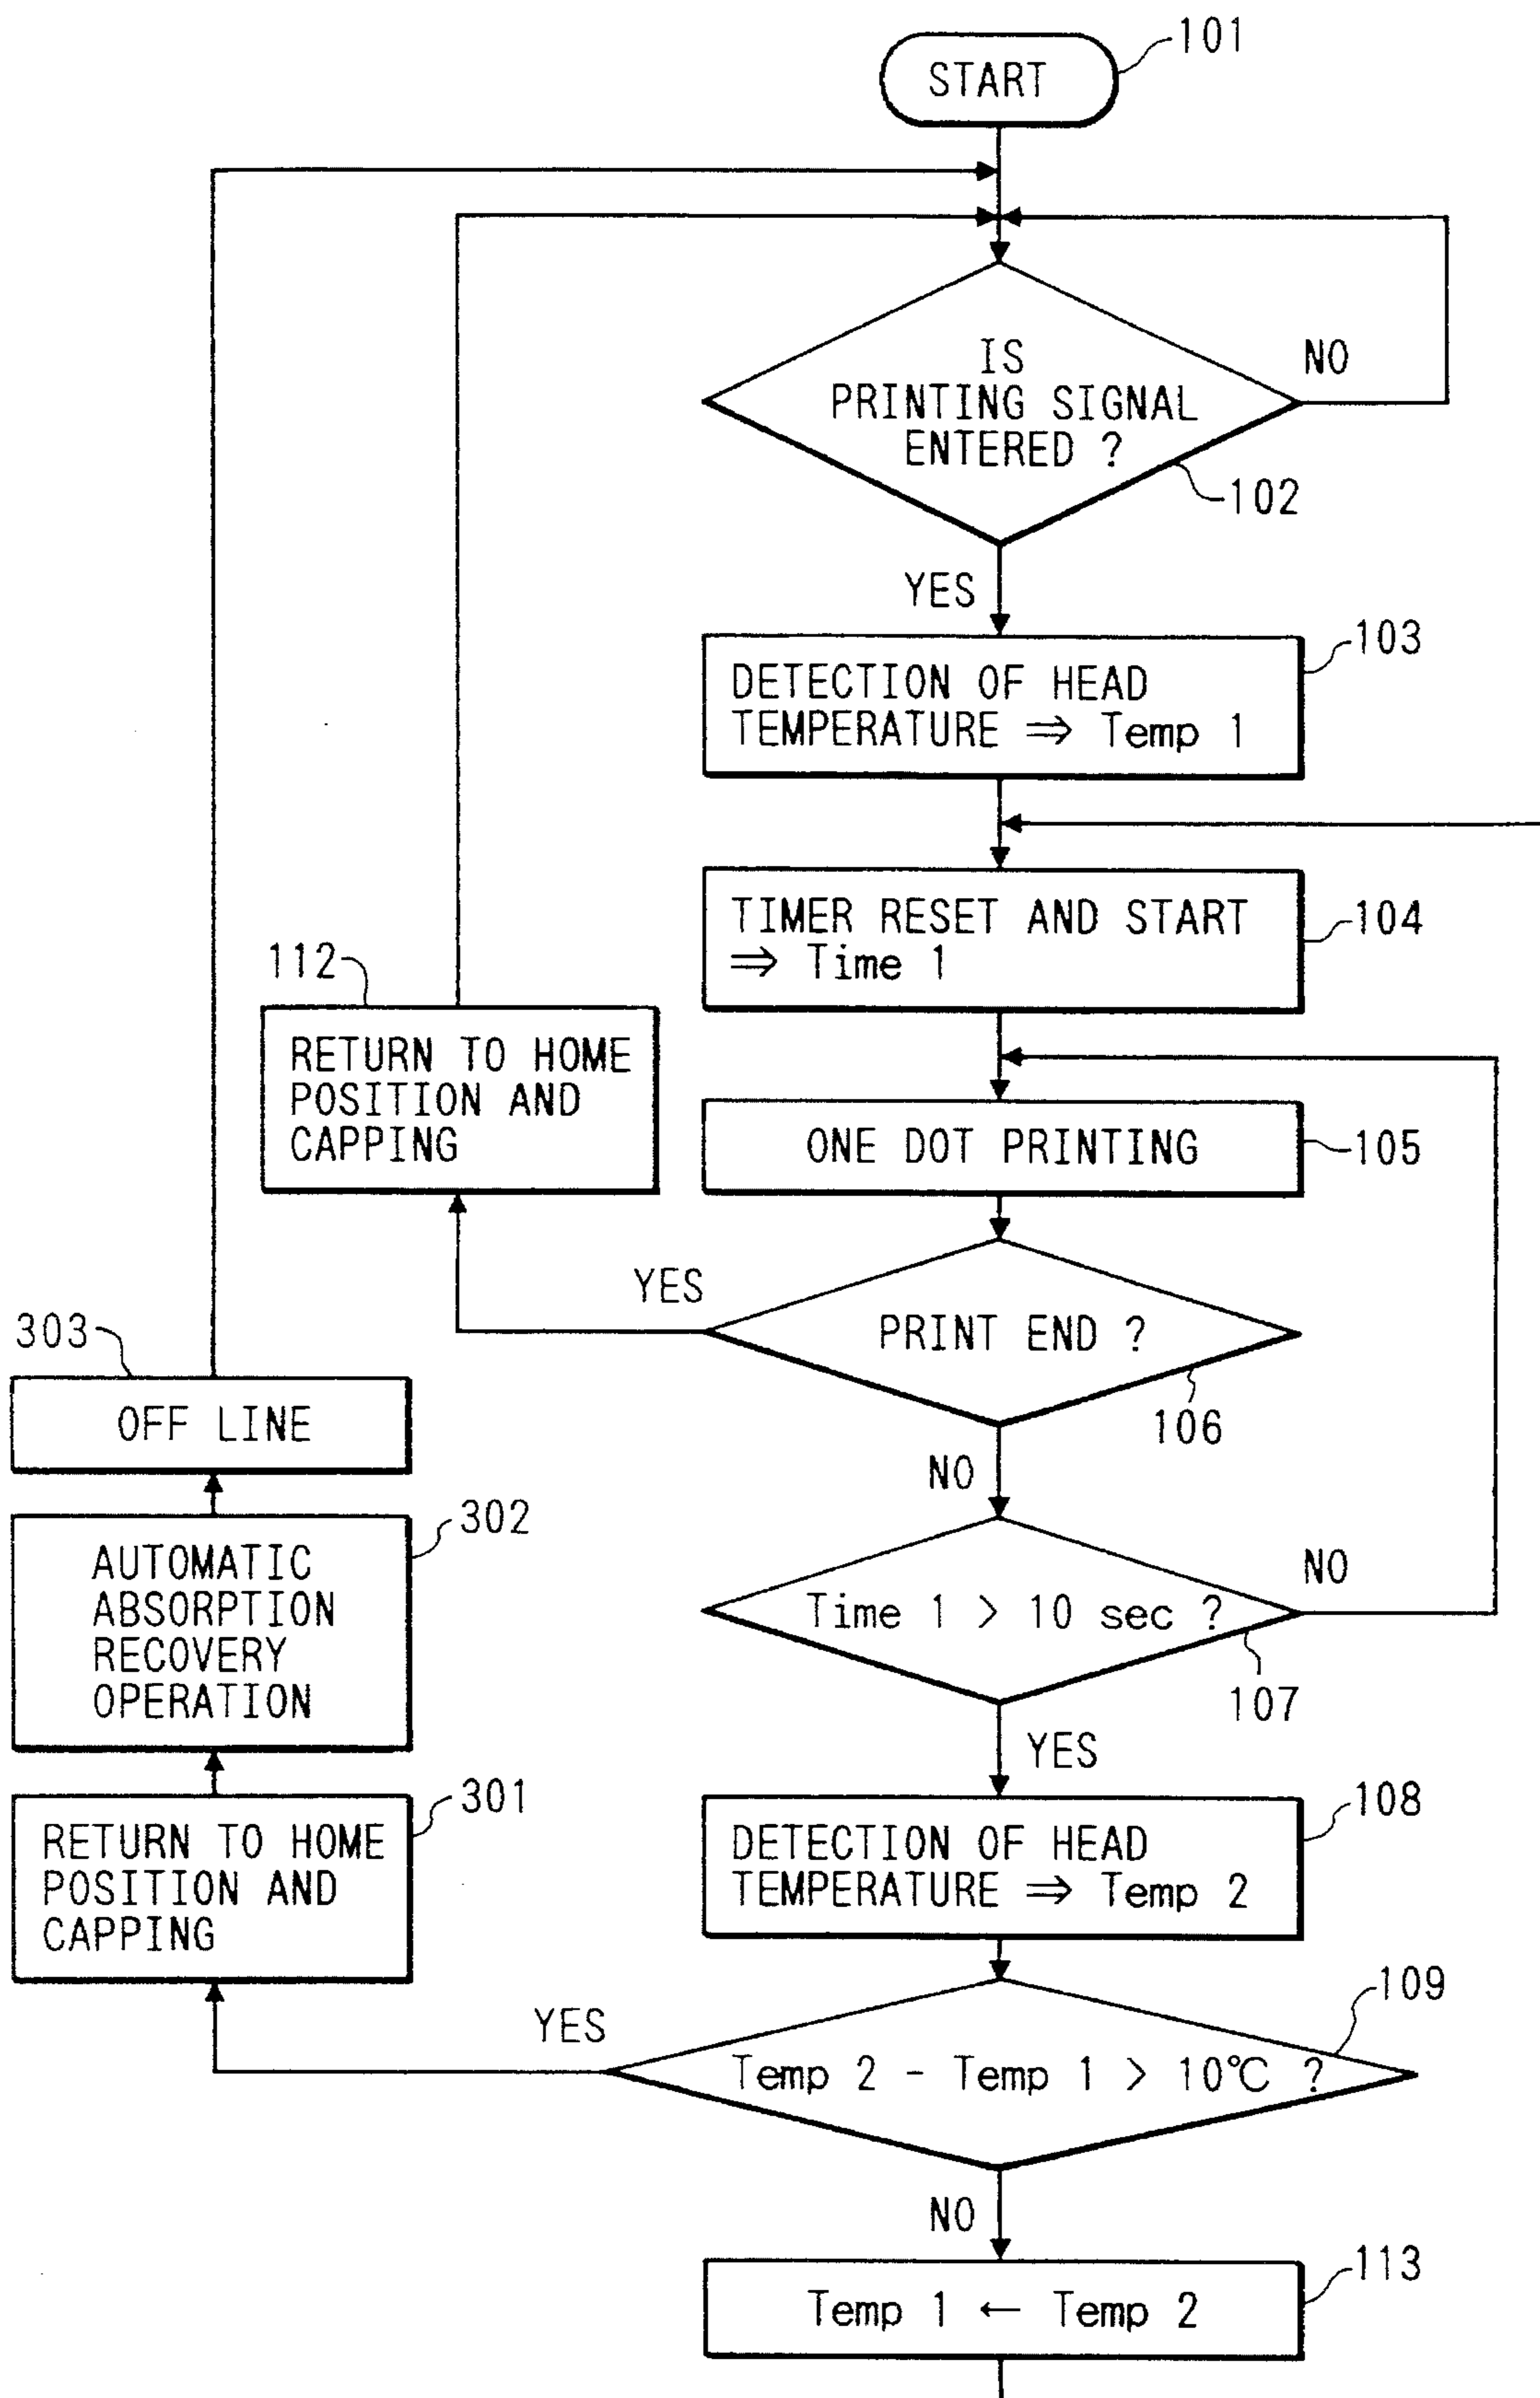 START
101
IS
PRINTING SIGNAL
ENTERED ?
NO
102
YES
DETECTION OF HEAD
TEMPERATURE ⇒ Temp 1
103
TIMER RESET AND START
⇒ Time 1
104
112
RETURN TO HOME
POSITION AND
CAPPING
ONE DOT PRINTING
105
YES
PRINT END ?
106
303
OFF LINE
NO
302
AUTOMATIC
ABSORPTION
RECOVERY
OPERATION
Time 1 > 10 sec ?
NO
107
YES
301
RETURN TO HOME
POSITION AND
CAPPING
DETECTION OF HEAD
TEMPERATURE ⇒ Temp 2
108
109
YES
Temp 2 - Temp 1 > 10℃ ?
NO
113
Temp 1 ← Temp 2